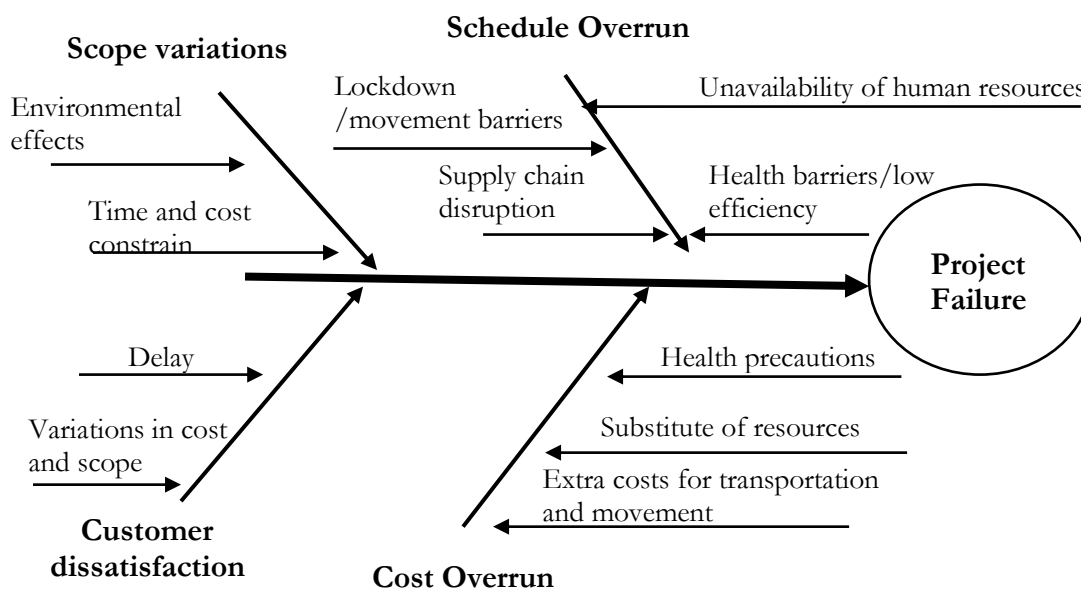 Schedule Overrun
Scope variations
Lockdown
/movement barriers
Unavailability of human resources
Environmental
effects
Supply chain
disruption
Health barriers/low
efficiency
Time and cost
constrain
Project
Failure
Delay
Health precautions
Variations in cost
and scope
Substitute of resources
Extra costs for transportation
and movement
Customer
dissatisfaction
Cost Overrun